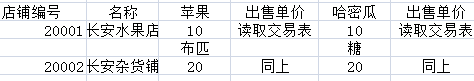 店铺编号 名称 苹果 出售单价 哈密瓜 出售单价
20001 长安水果店 10 读取交易表 10 读取交易表
布匹 糖
20002 长安杂货铺 20 同上 20 同上